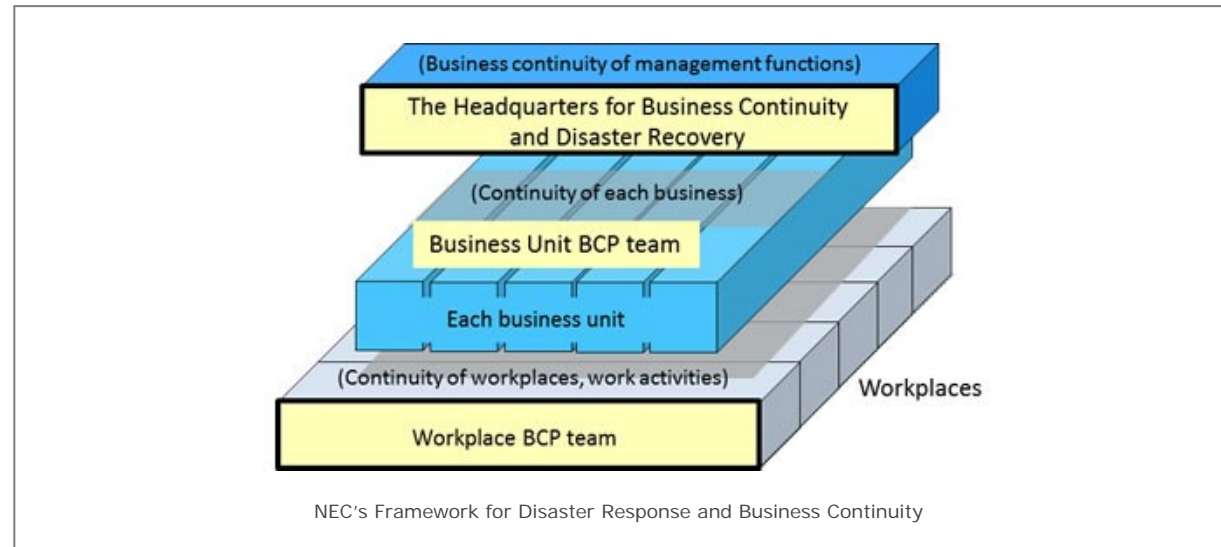 (Business continuity of management functions)
The Headquarters for Business Continuity
and Disaster Recovery
(Continuity of each business)
Business Unit BCP team
Each business unit
(Continuity of workplaces, work activities)
Workplaces
Workplace BCP team
NEC's Framework for Disaster Response and Business Continuity